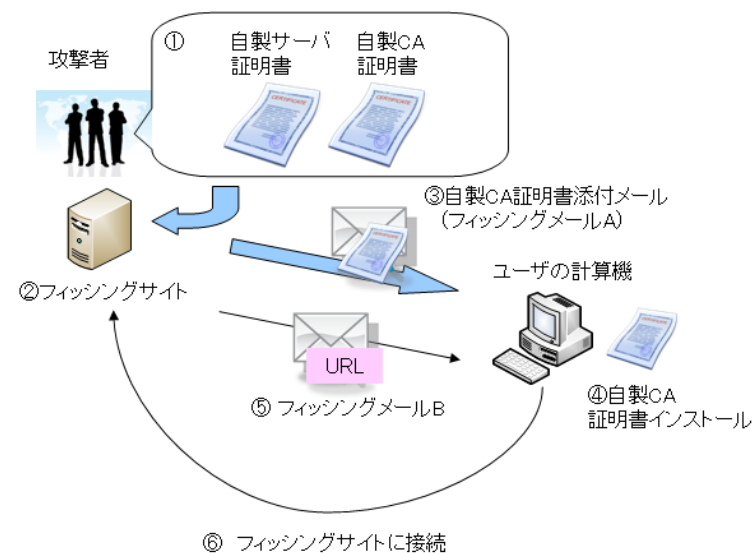 ①
自製サーバ
証明書
自製CA
証明書
攻撃者
CERTIFICATE
CERTIFICATE
③自製CA証明書添付メール
(フィッシングメールA)
ユーザの計算機
②フィッシングサイト
URL
⑤ フィッシングメールB
④自製CA
証明書インストール
⑥ フィッシングサイトに接続